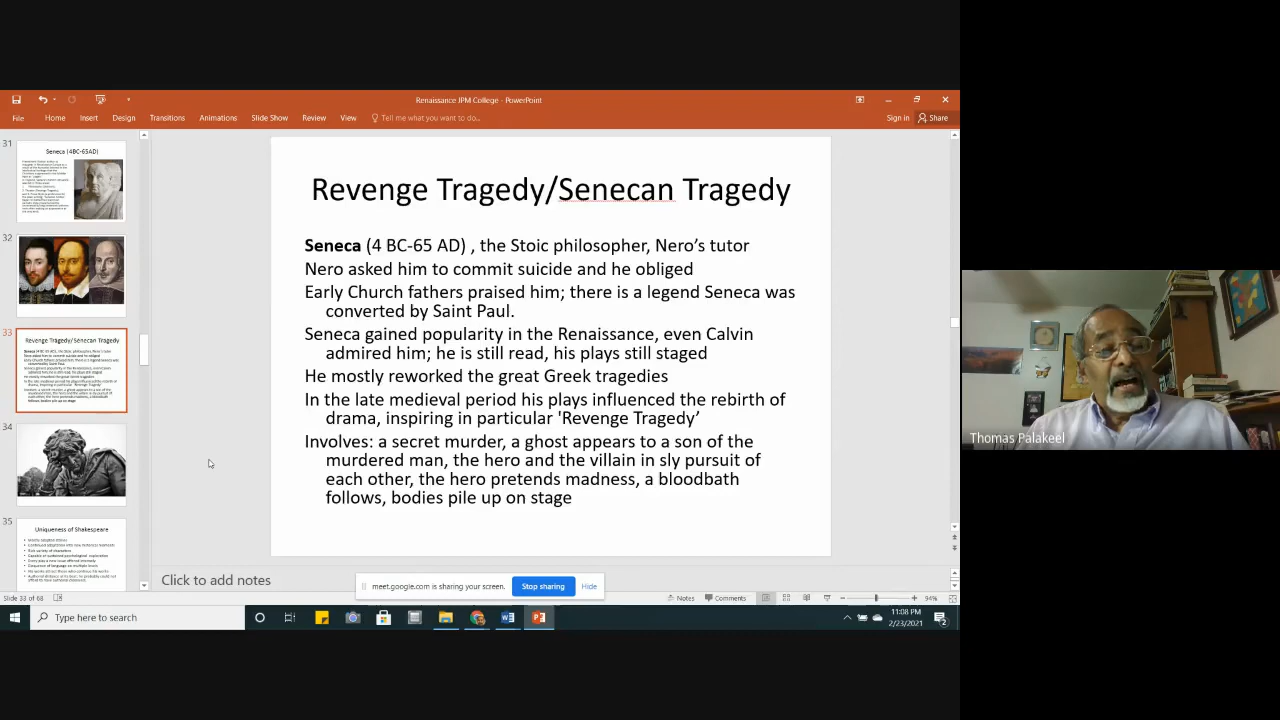 Renaissance JPM College - PowerPoint
File Home Insert Design Transitions Animations Slide Show Review View Tell me what you want to do... Sign in Share
31
Seneca (4BC-65AD)
32
33
Revenge Tragedy/Senecan Tragedy
34
35
Uniqueness of Shakespeare
Revenge Tragedy/Senecan Tragedy
Seneca (4 BC-65 AD) , the Stoic philosopher, Nero's tutor
Nero asked him to commit suicide and he obliged
Early Church fathers praised him; there is a legend Seneca was
converted by Saint Paul.
Seneca gained popularity in the Renaissance, even Calvin
admired him; he is still read, his plays still staged
He mostly reworked the great Greek tragedies
In the late medieval period his plays influenced the rebirth of
drama, inspiring in particular 'Revenge Tragedy’
Involves: a secret murder, a ghost appears to a son of the
murdered man, the hero and the villain in sly pursuit of
each other, the hero pretends madness, a bloodbath
follows, bodies pile up on stage
Click to add notes
meet.google.com is sharing your screen. Stop sharing Hide
Slide 33 of 68 Notes Comments 94%
Type here to search
11:08 PM
2/23/2021
2
Thomas Palakeel